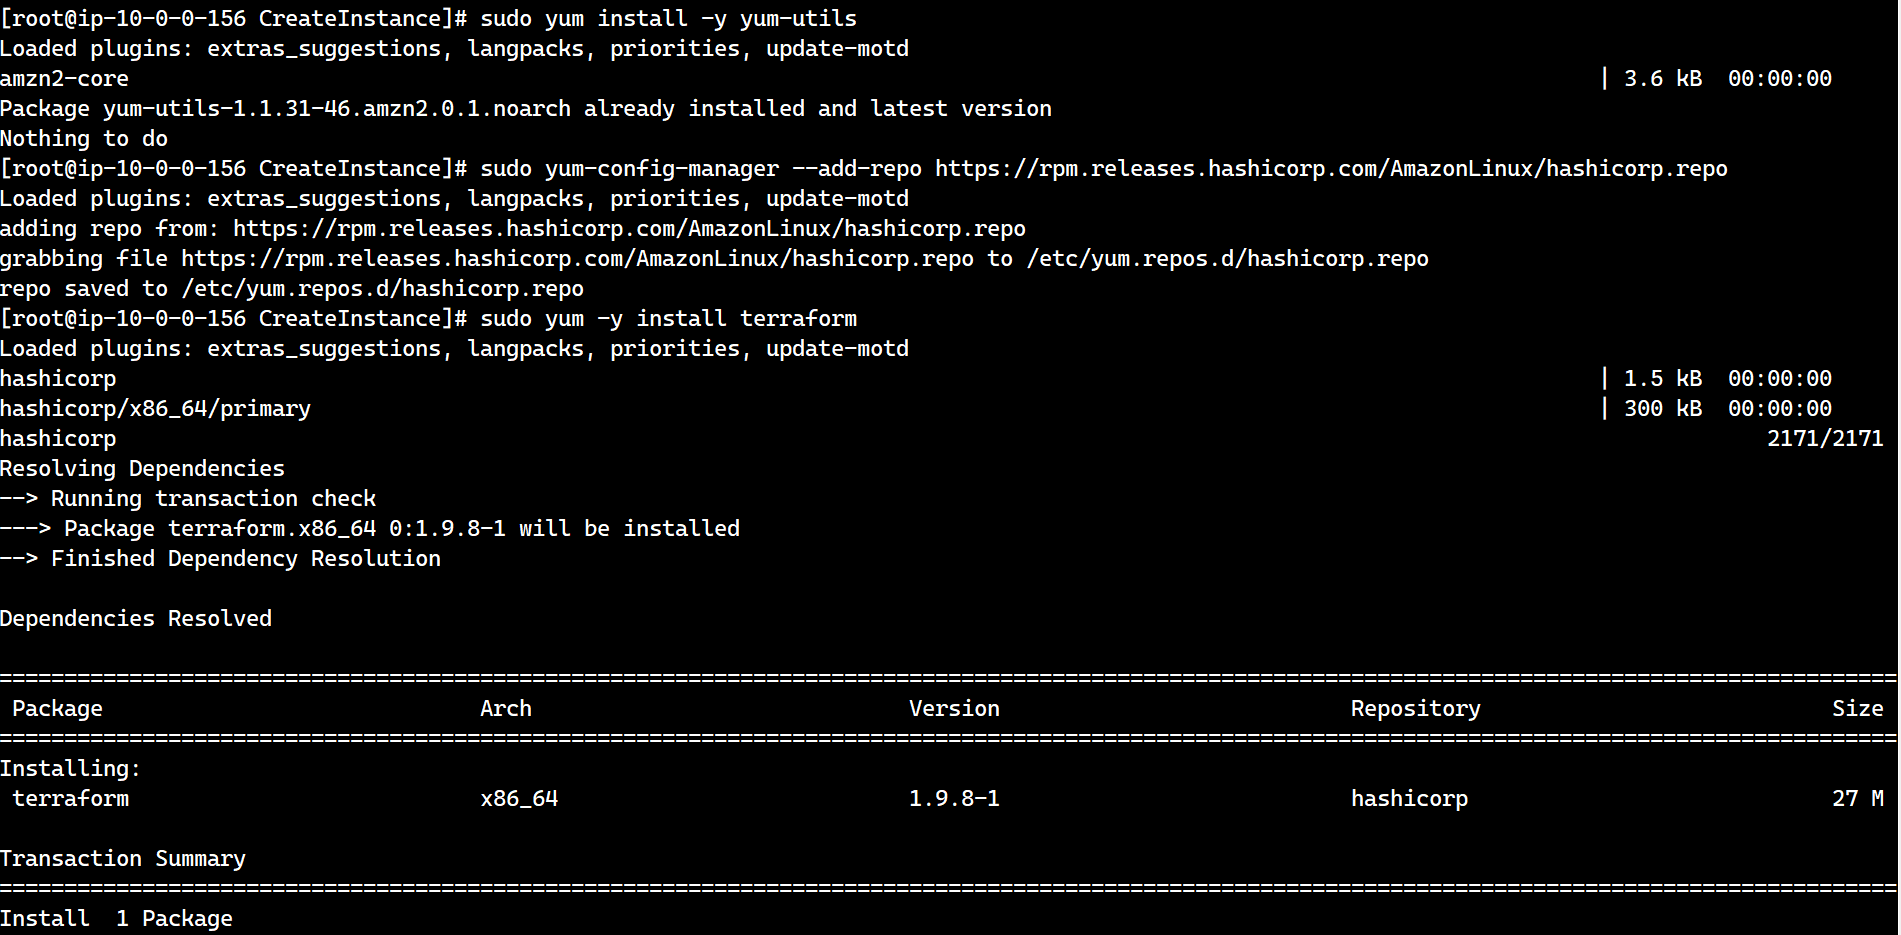 [root@ip-10-0-0-156 CreateInstance]# sudo yum install -y yum-utils
Loaded plugins: extras_suggestions, langpacks, priorities, update-motd
amzn2-core | 3.6 kB 00:00:00
Package yum-utils-1.1.31-46.amzn2.0.1.noarch already installed and latest version
Nothing to do
[root@ip-10-0-0-156 CreateInstance]# sudo yum-config-manager --add-repo https://rpm.releases.hashicorp.com/AmazonLinux/hashicorp.repo
Loaded plugins: extras_suggestions, langpacks, priorities, update-motd
adding repo from: https://rpm.releases.hashicorp.com/AmazonLinux/hashicorp.repo
grabbing file https://rpm.releases.hashicorp.com/AmazonLinux/hashicorp.repo to /etc/yum.repos.d/hashicorp.repo
repo saved to /etc/yum.repos.d/hashicorp.repo
[root@ip-10-0-0-156 CreateInstance]# sudo yum -y install terraform
Loaded plugins: extras_suggestions, langpacks, priorities, update-motd
hashicorp | 1.5 kB 00:00:00
hashicorp/x86_64/primary | 300 kB 00:00:00
hashicorp 2171/2171
Resolving Dependencies
--> Running transaction check
---> Package terraform.x86_64 0:1.9.8-1 will be installed
--> Finished Dependency Resolution
Dependencies Resolved
==================================================================================================================================================
Package Arch Version Repository Size
==================================================================================================================================================
Installing:
terraform x86_64 1.9.8-1 hashicorp 27 M
Transaction Summary
==================================================================================================================================================
Install 1 Package